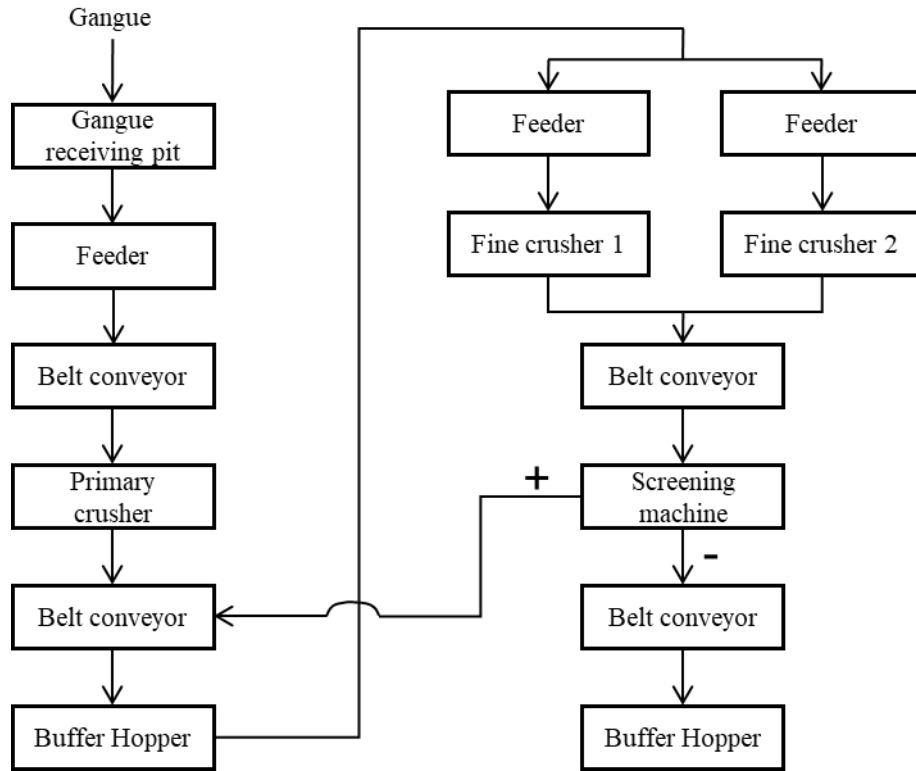 Gangue
Gangue
receiving pit
Feeder
Belt conveyor
Primary
crusher
Belt conveyor
Buffer Hopper
Feeder
Feeder
Fine crusher 1
Fine crusher 2
Belt conveyor
+
Screening
machine
-
Belt conveyor
Buffer Hopper